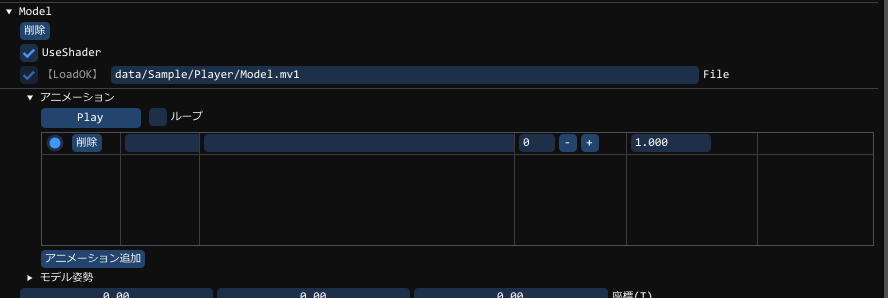 Model
削除
UseShader
【LoadOK】 data/Sample/Player/Model.mv1 File
アニメーション
Play ループ
削除 0 - + 1.000
アニメーション追加
モデル姿勢
0.00 0.00 0.00 座標(T)